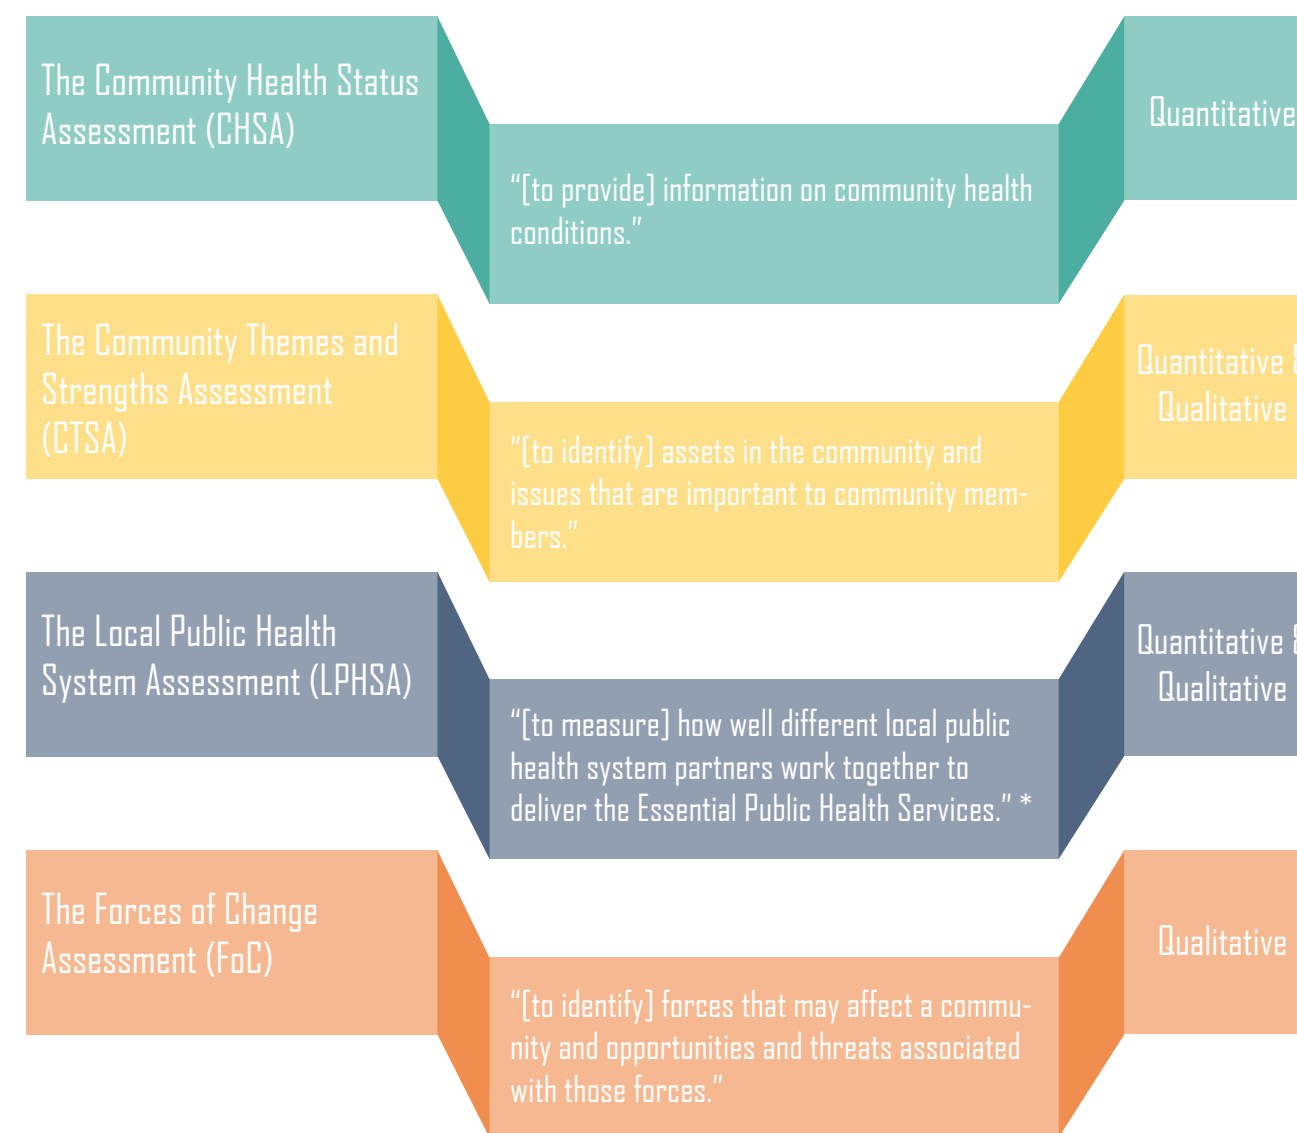 The Community Health Status
Assessment (CHSA)
"[to provide] information on community health
conditions."
Quantitative
The Community Themes and
Strengths Assessment
(CTSA)
"[to identify] assets in the community and
issues that are important to community mem-
bers."
Quantitative &
Qualitative
The Local Public Health
System Assessment (LPHSA)
"[to measure] how well different local public
health system partners work together to
deliver the Essential Public Health Services." *
Quantitative &
Qualitative
The Forces of Change
Assessment (FoC)
"[to identify] forces that may affect a commu-
nity and opportunities and threats associated
with those forces."
Qualitative